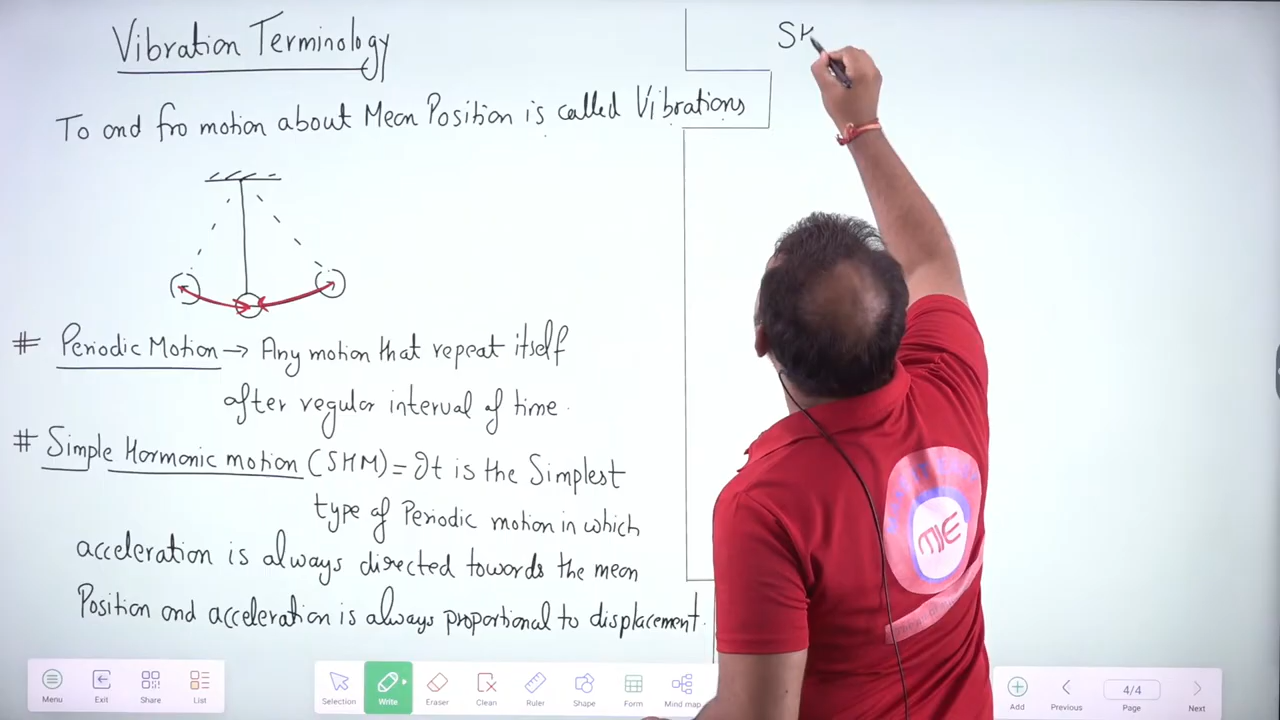 Vibration Terminology
To and fro motion about Mean Position is called Vibrations
# Periodic Motion → Any motion that repeat itself
after regular interval of time.
# Simple Harmonic motion (SHM) = It is the Simplest
type of Periodic motion in which
acceleration is always directed towards the mean
Position and acceleration is always proportional to displacement.
S
MIE
Menu
Exit
Share
List
Selection
Write
Eraser
Clean
Ruler
Shape
Form
Mind map
Add
Previous
4/4
Page
Next